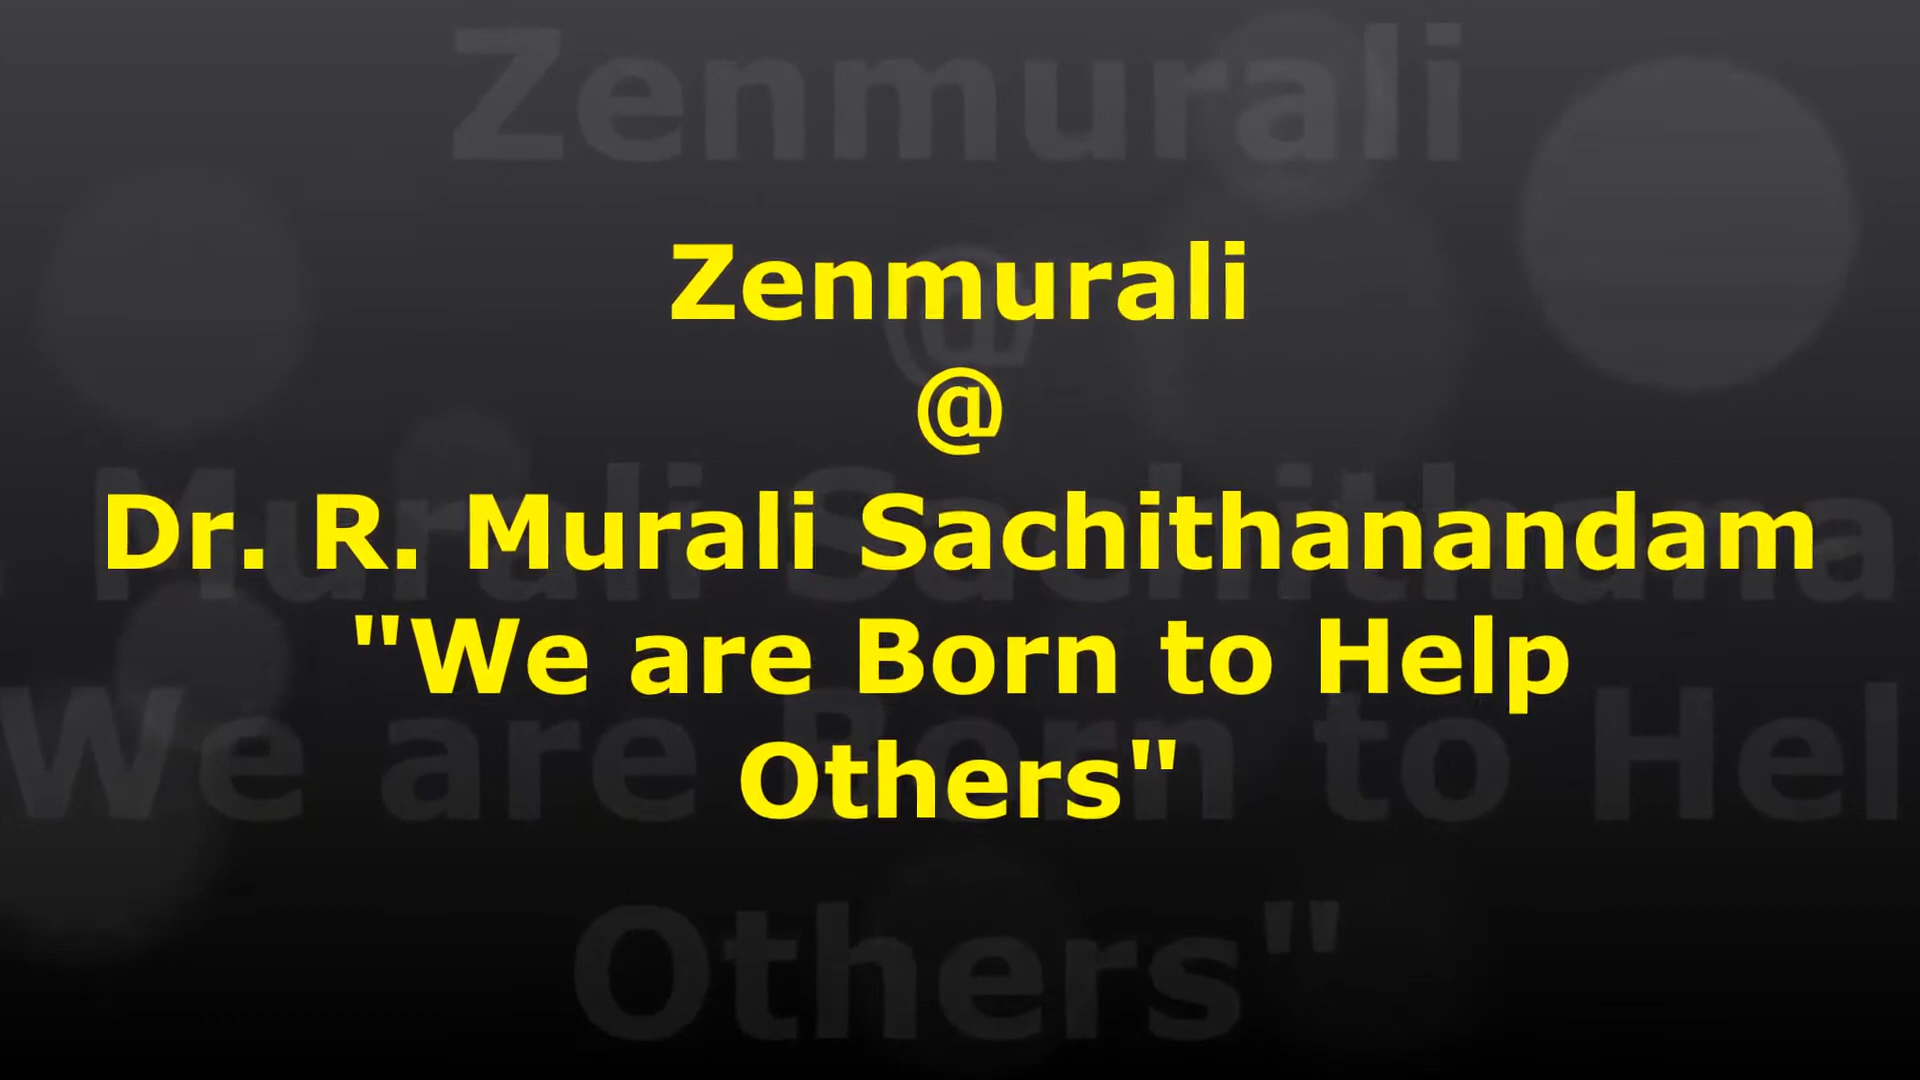 Zenmurali
@
Dr. R. Murali Sachithanandam
"We are Born to Help
Others"